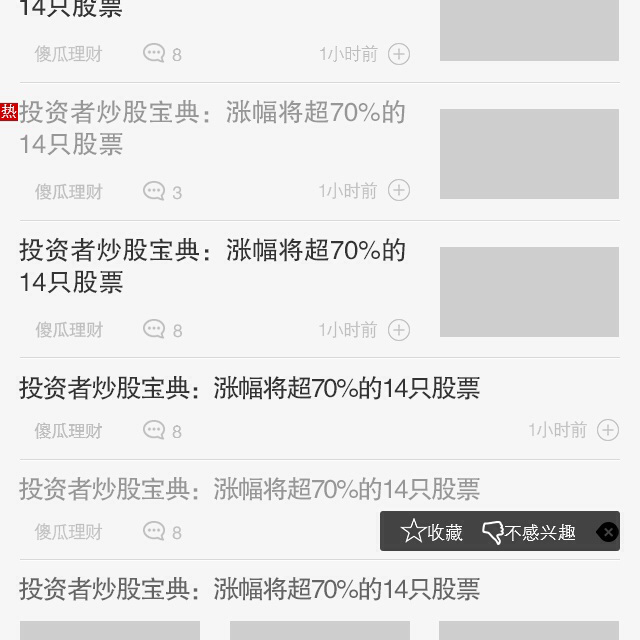 14只股票
傻瓜理财 8 1小时前
热
投资者炒股宝典：涨幅将超70%的
14只股票
傻瓜理财 3 1小时前
投资者炒股宝典：涨幅将超70%的
14只股票
傻瓜理财 8 1小时前
投资者炒股宝典：涨幅将超70%的14只股票
傻瓜理财 8 1小时前
投资者炒股宝典：涨幅将超70%的14只股票
傻瓜理财 8 收藏 不感兴趣
投资者炒股宝典：涨幅将超70%的14只股票